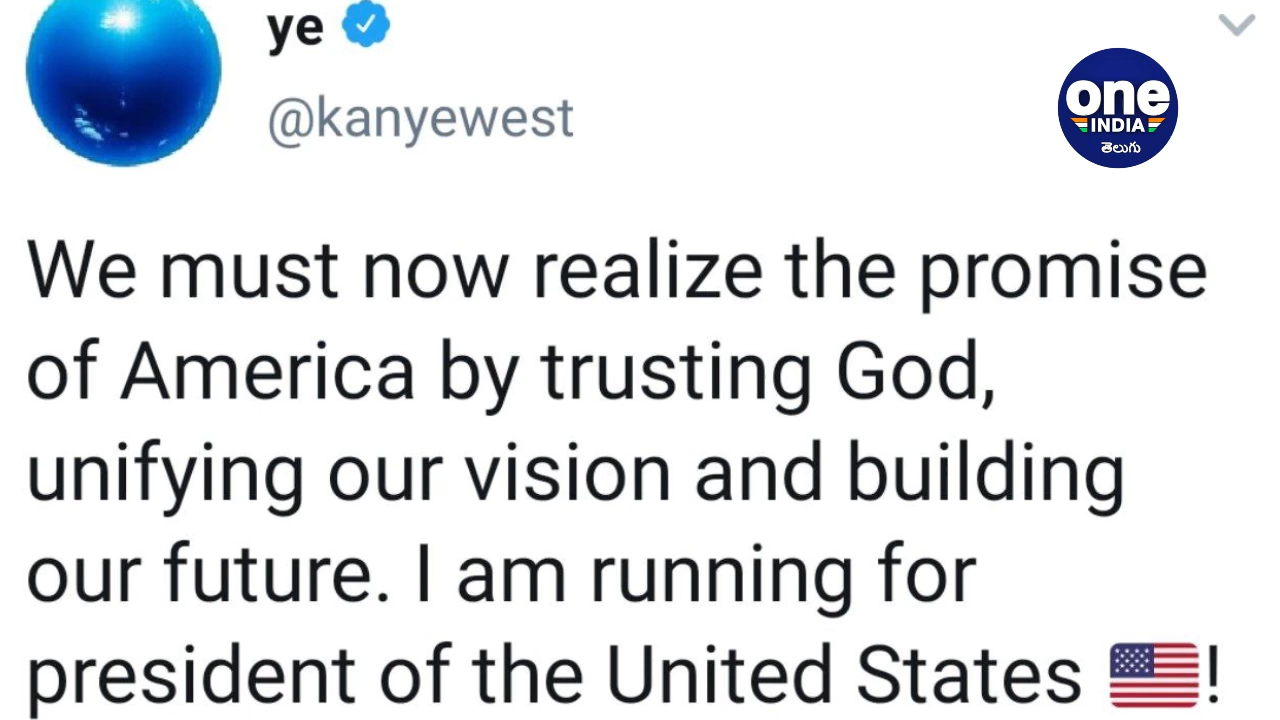 ye
@kanyewest
one
INDIA
తెలుగు
We must now realize the promise
of America by trusting God,
unifying our vision and building
our future. I am running for
president of the United States 🇺🇸!